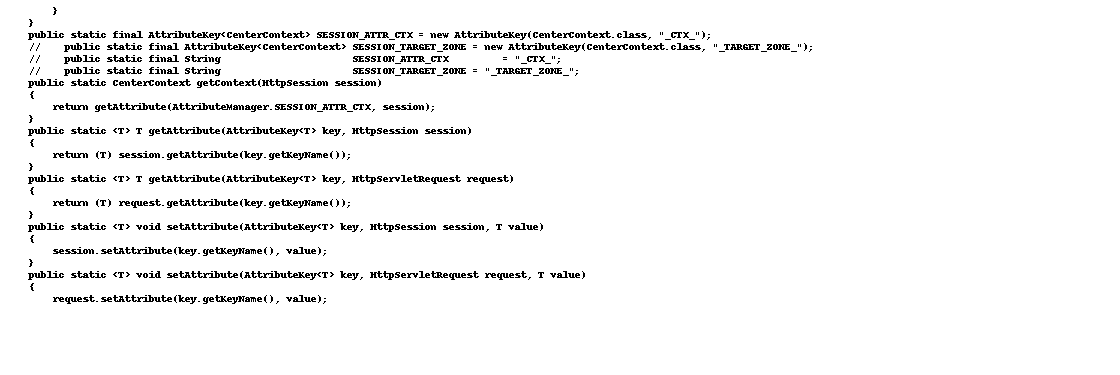 }
    }
    public static final AttributeKey<CenterContext> SESSION_ATTR_CTX = new AttributeKey(CenterContext.class, "_CTX_");
    //    public static final AttributeKey<CenterContext> SESSION_TARGET_ZONE = new AttributeKey(CenterContext.class, "_TARGET_ZONE_");
    //    public static final String                      SESSION_ATTR_CTX         = "_CTX_";
    //    public static final String                      SESSION_TARGET_ZONE = "_TARGET_ZONE_";
    public static CenterContext getContext(HttpSession session)
    {
        return getAttribute(AttributeManager.SESSION_ATTR_CTX, session);
    }
    public static <T> T getAttribute(AttributeKey<T> key, HttpSession session)
    {
        return (T) session.getAttribute(key.getKeyName());
    }
    public static <T> T getAttribute(AttributeKey<T> key, HttpServletRequest request)
    {
        return (T) request.getAttribute(key.getKeyName());
    }
    public static <T> void setAttribute(AttributeKey<T> key, HttpSession session, T value)
    {
        session.setAttribute(key.getKeyName(), value);
    }
    public static <T> void setAttribute(AttributeKey<T> key, HttpServletRequest request, T value)
    {
        request.setAttribute(key.getKeyName(), value);